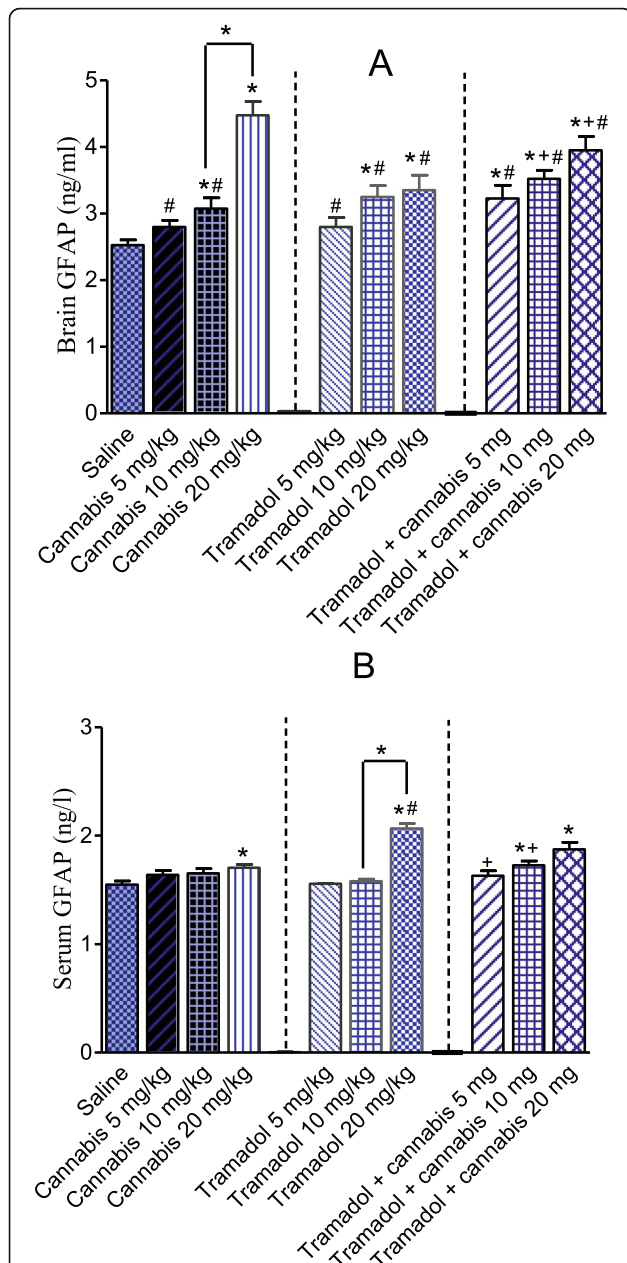 A
*
*
5
4
3
2
1
0
Brain GFAP (ng/ml)
#
*#
#
*#
*#
*#
*+#
*+#
Saline
Cannabis 5 mg/kg
Cannabis 10 mg/kg
Cannabis 20 mg/kg
Tramadol 5 mg/kg
Tramadol 10 mg/kg
Tramadol 20 mg/kg
Tramadol + cannabis 5 mg
Tramadol + cannabis 10 mg
Tramadol + cannabis 20 mg
B
3
2
1
0
Serum GFAP (ng/l)
*
*
*#
+
*+
*
Saline
Cannabis 5 mg/kg
Cannabis 10 mg/kg
Cannabis 20 mg/kg
Tramadol 5 mg/kg
Tramadol 10 mg/kg
Tramadol 20 mg/kg
Tramadol + cannabis 5 mg
Tramadol + cannabis 10 mg
Tramadol + cannabis 20 mg